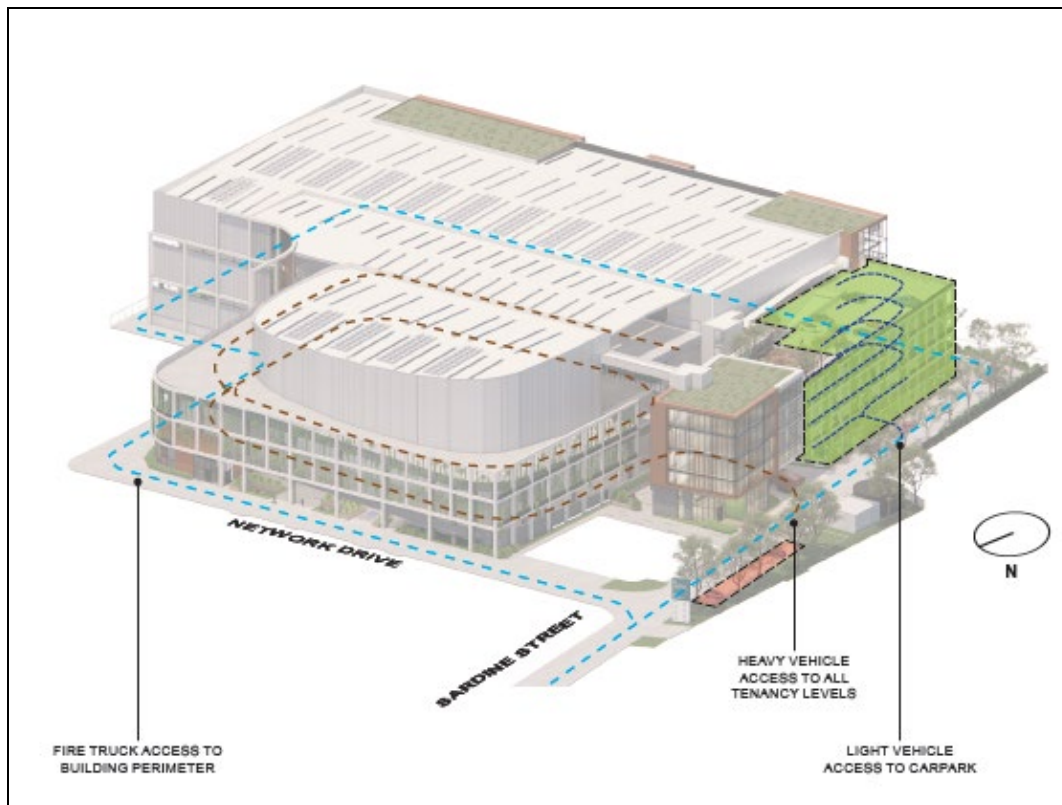 NETWORK DRIVE
SARDINE STREET
N
HEAVY VEHICLE
ACCESS TO ALL
TENANCY LEVELS
FIRE TRUCK ACCESS TO
BUILDING PERIMETER
LIGHT VEHICLE
ACCESS TO CARPARK